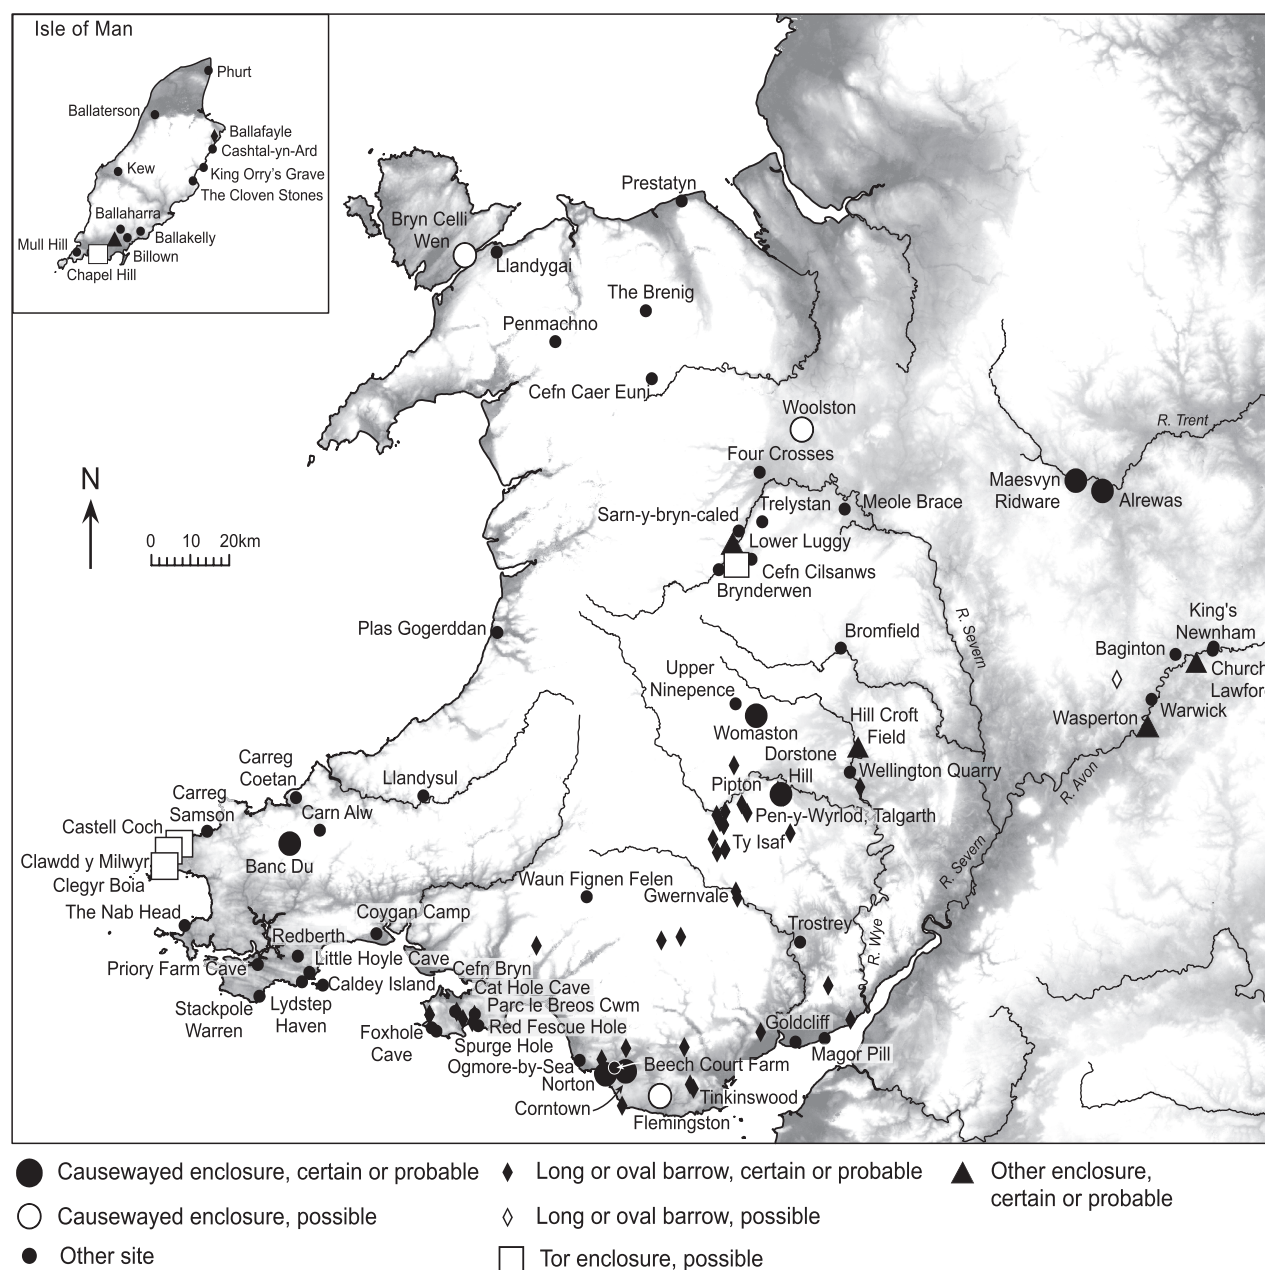 Isle of Man
Phurt
Ballaterson
Ballafayle
Cashtal-yn-Ard
Kew
King Orry's Grave
The Cloven Stones
Ballaharra
Ballakelly
Mull Hill
Billown
Chapel Hill
Prestatyn
Bryn Celli
Wen
Llandygai
The Brenig
Penmachno
Cefn Caer Euni
Woolston
R. Trent
Four Crosses
Maesvyn
Ridware
Alrewas
N
0 10 20km
Trelystan
Meole Brace
Sarn-y-bryn-caled
Lower Luggy
Cefn Cilsanws
Brynderwen
Plas Gogerddan
R. Severn
Bromfield
King's
Newnham
Baginton
Church
Lawford
Upper
Ninepence
Warwick
Wasperton
Womaston
Hill Croft
Field
Dorstone
Hill
Wellington Quarry
R. Avon
Carreg
Coetan
Llandysul
Pipton
Carreg
Samson
Carn Alw
Pen-y-Wyrlod, Talgarth
Castell Coch
Ty Isaf
Clawdd y Milwyr
Banc Du
R. Severn
Clegyr Boia
Waun Fignen Felen
Gwernvale
The Nab Head
Coygan Camp
Trostrey
Redberth
R. Wye
Little Hoyle Cave
Priory Farm Cave
Cefn Bryn
Caldey Island
Cat Hole Cave
Stackpole
Warren
Lydstep
Haven
Parc le Breos Cwm
Red Fescue Hole
Goldcliff
Foxhole
Cave
Spurge Hole
Magor Pill
Ogmore-by-Sea
Beech Court Farm
Norton
Tinkinswood
Corntown
Flemingston
Causewayed enclosure, certain or probable
Long or oval barrow, certain or probable
Other enclosure,
certain or probable
Causewayed enclosure, possible
Long or oval barrow, possible
Other site
Tor enclosure, possible